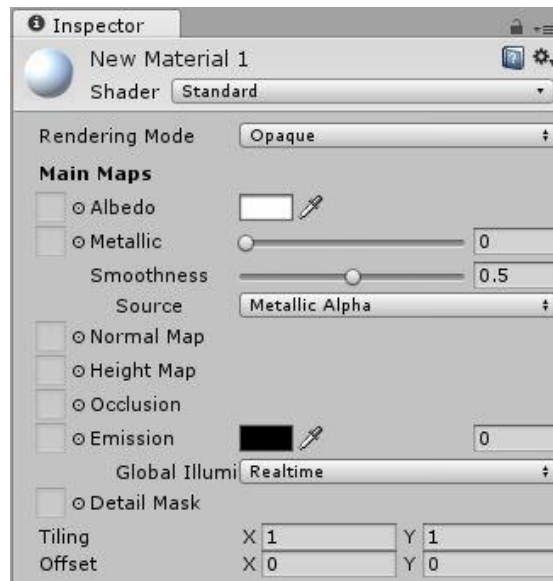 Inspector
New Material 1
Shader Standard
Rendering Mode Opaque
Main Maps
Albedo
Metallic 0
Smoothness 0.5
Source Metallic Alpha
Normal Map
Height Map
Occlusion
Emission 0
Global Illumi Realtime
Detail Mask
Tiling X 1 Y 1
Offset X 0 Y 0